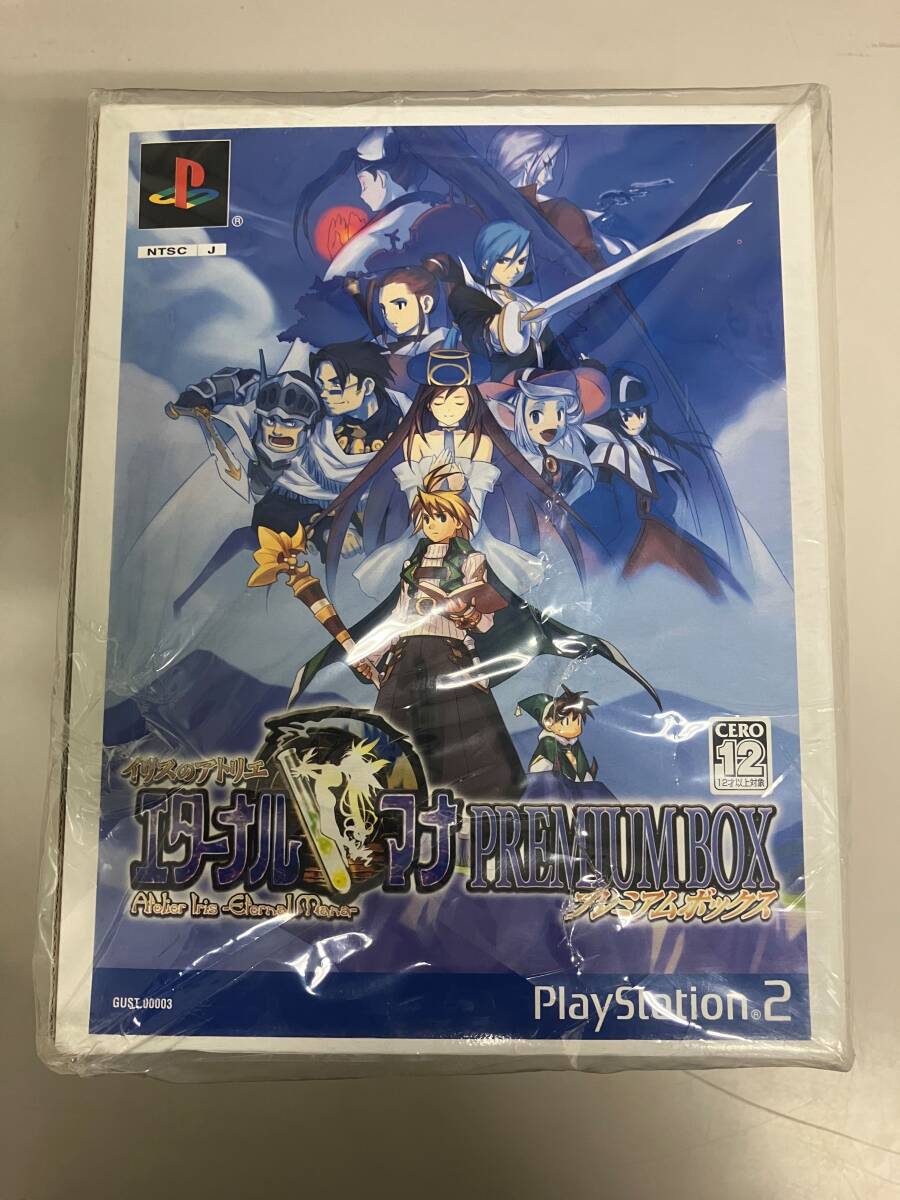 NTSC J
CERO
12
12才以上対象
イリスのアトリエ
エターナルマナ PREMIUM BOX
Atelier Iris -Eternal Mana-
プレミアムボックス
GUST 00003
PlayStation®2